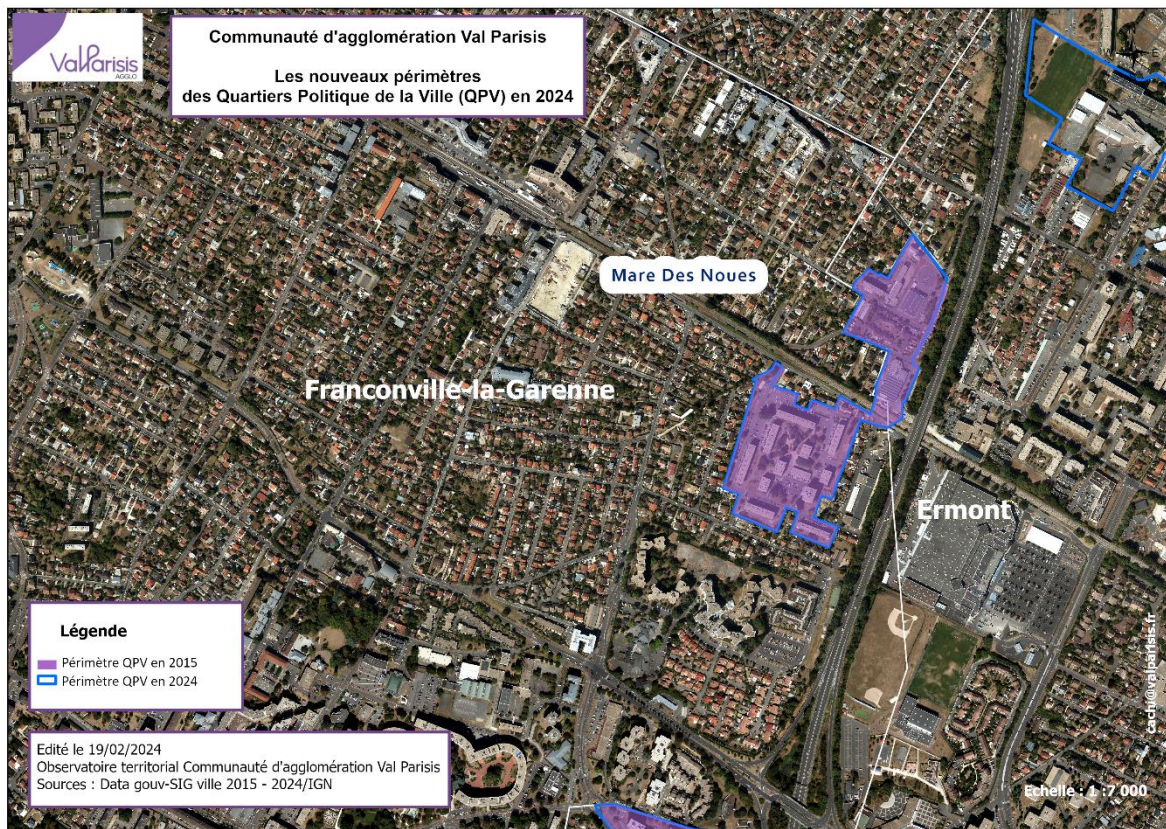 ValParisis
AGGLO
Communauté d'agglomération Val Parisis
Les nouveaux périmètres
des Quartiers Politique de la Ville (QPV) en 2024
Mare Des Noues
Franconville-la-Garenne
Ermont
Légende
Périmètre QPV en 2015
Périmètre QPV en 2024
Edité le 19/02/2024
Observatoire territorial Communauté d'agglomération Val Parisis
Sources : Data gouv-SIG ville 2015 - 2024/IGN
cachi@valparisis.fr
Echelle : 1 :7 000